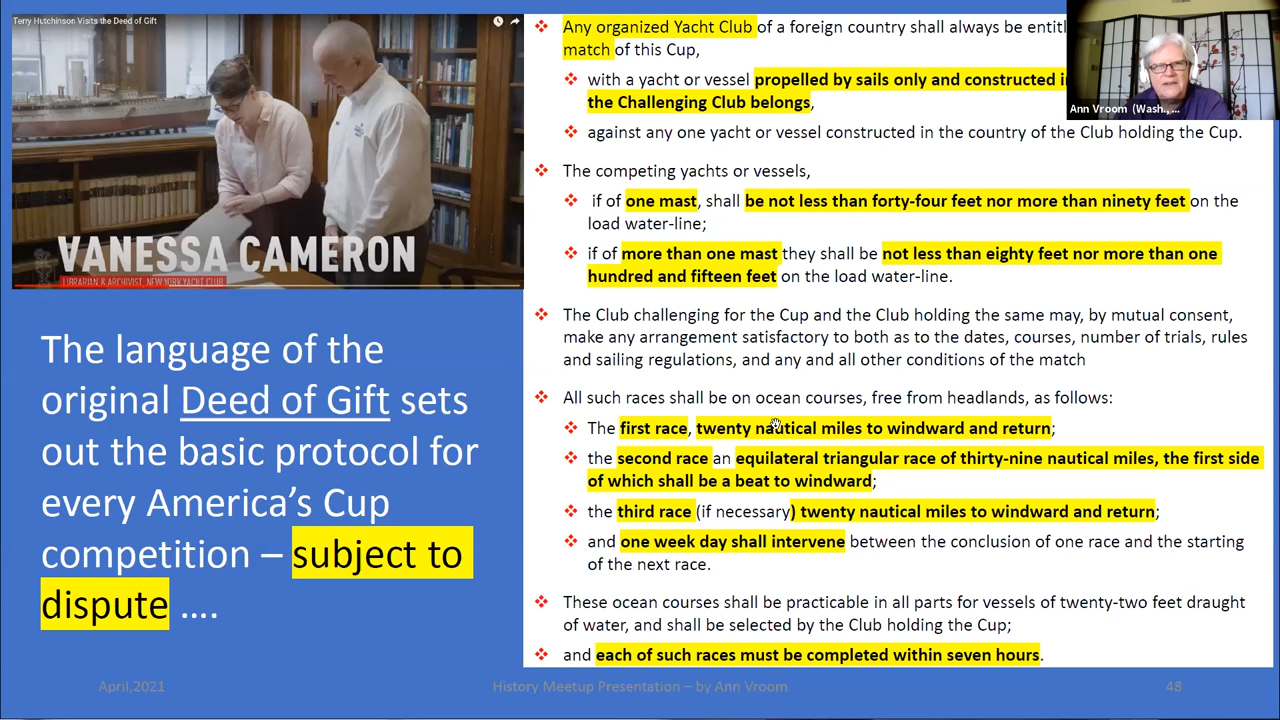 Terry Hutchinson Visits the Deed of Gift
VANESSA CAMERON
LIBRARIAN & ARCHIVIST, NEW YORK YACHT CLUB
The language of the
original Deed of Gift sets
out the basic protocol for
every America's Cup
competition – subject to
dispute ....
❖ Any organized Yacht Club of a foreign country shall always be entitl
match of this Cup,
❖ with a yacht or vessel propelled by sails only and constructed i
the Challenging Club belongs,
❖ against any one yacht or vessel constructed in the country of the Club holding the Cup.
❖ The competing yachts or vessels,
❖ if of one mast, shall be not less than forty-four feet nor more than ninety feet on the
load water-line;
❖ if of more than one mast they shall be not less than eighty feet nor more than one
hundred and fifteen feet on the load water-line.
❖ The Club challenging for the Cup and the Club holding the same may, by mutual consent,
make any arrangement satisfactory to both as to the dates, courses, number of trials, rules
and sailing regulations, and any and all other conditions of the match
❖ All such races shall be on ocean courses, free from headlands, as follows:
❖ The first race, twenty nautical miles to windward and return;
❖ the second race an equilateral triangular race of thirty-nine nautical miles, the first side
of which shall be a beat to windward;
❖ the third race (if necessary) twenty nautical miles to windward and return;
❖ and one week day shall intervene between the conclusion of one race and the starting
of the next race.
❖ These ocean courses shall be practicable in all parts for vessels of twenty-two feet draught
of water, and shall be selected by the Club holding the Cup;
❖ and each of such races must be completed within seven hours.
Ann Vroom (Wash., ...
April,2021
History Meetup Presentation – by Ann Vroom
48